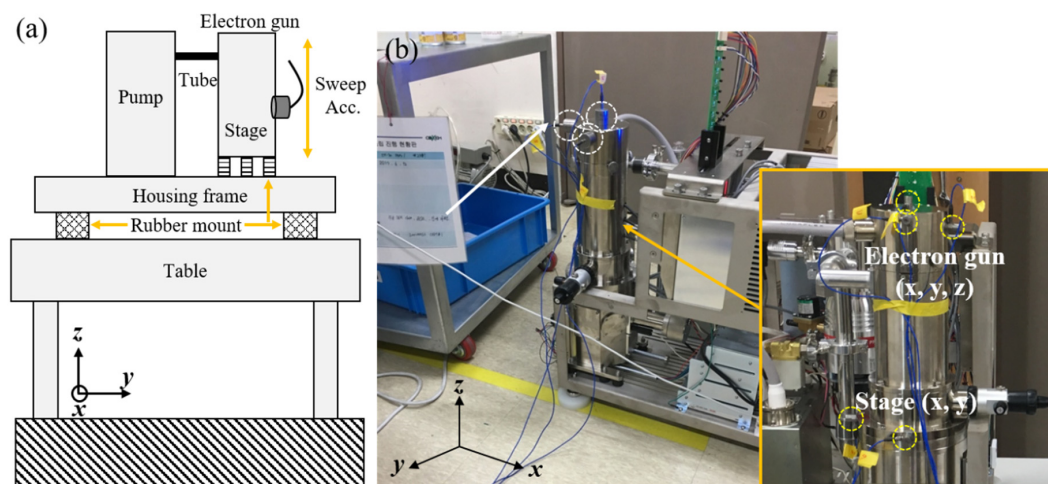 (a)
Electron gun
Pump
Tube
Stage
Sweep
Acc.
Housing frame
Rubber mount
Table
z
y
x
(b)
z
y
x
Electron gun
(x, y, z)
Stage (x, y)